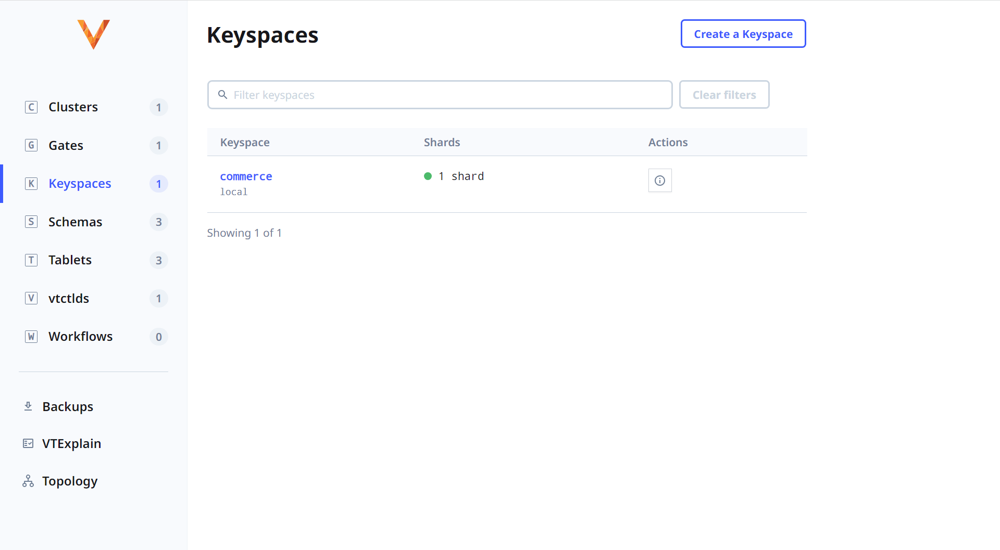 C Clusters 1
G Gates 1
K Keyspaces 1
S Schemas 3
T Tablets 3
V vtctlds 1
W Workflows 0
Backups
VTExplain
Topology
Keyspaces
Create a Keyspace
Filter keyspaces
Clear filters
Keyspace Shards Actions
commerce 1 shard
local
Showing 1 of 1